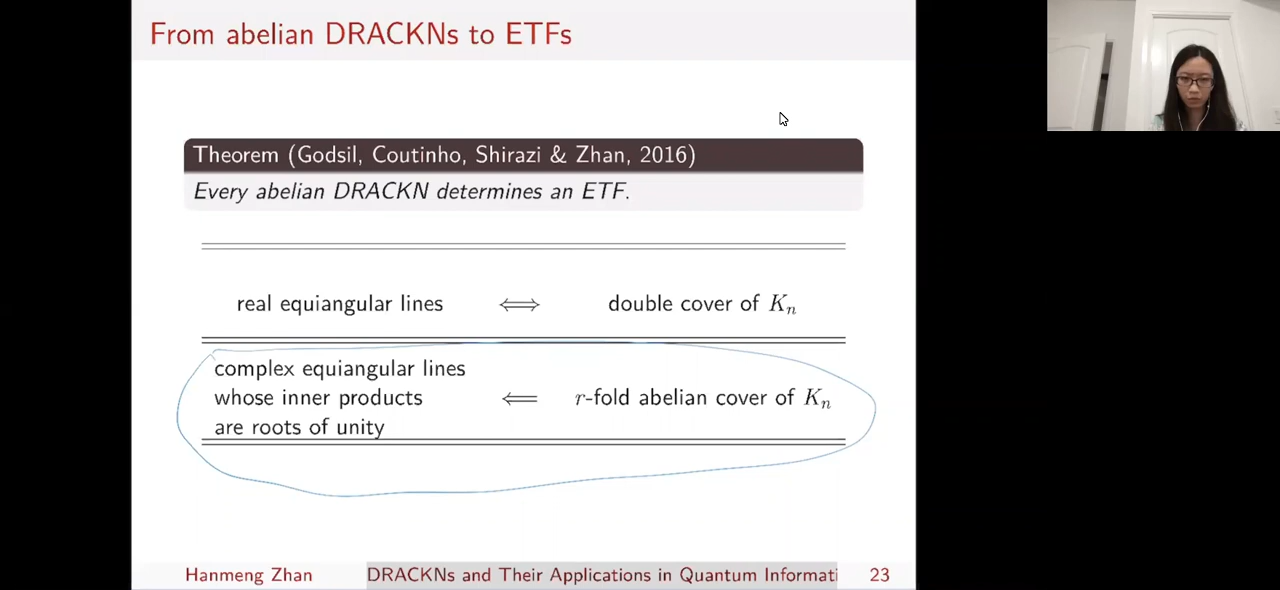 From abelian DRACKNs to ETFs
Theorem (Godsil, Coutinho, Shirazi & Zhan, 2016)
Every abelian DRACKN determines an ETF.
real equiangular lines ⟺ double cover of Kₙ
complex equiangular lines
whose inner products ⟸ r-fold abelian cover of Kₙ
are roots of unity
Hanmeng Zhan DRACKNs and Their Applications in Quantum Informati 23